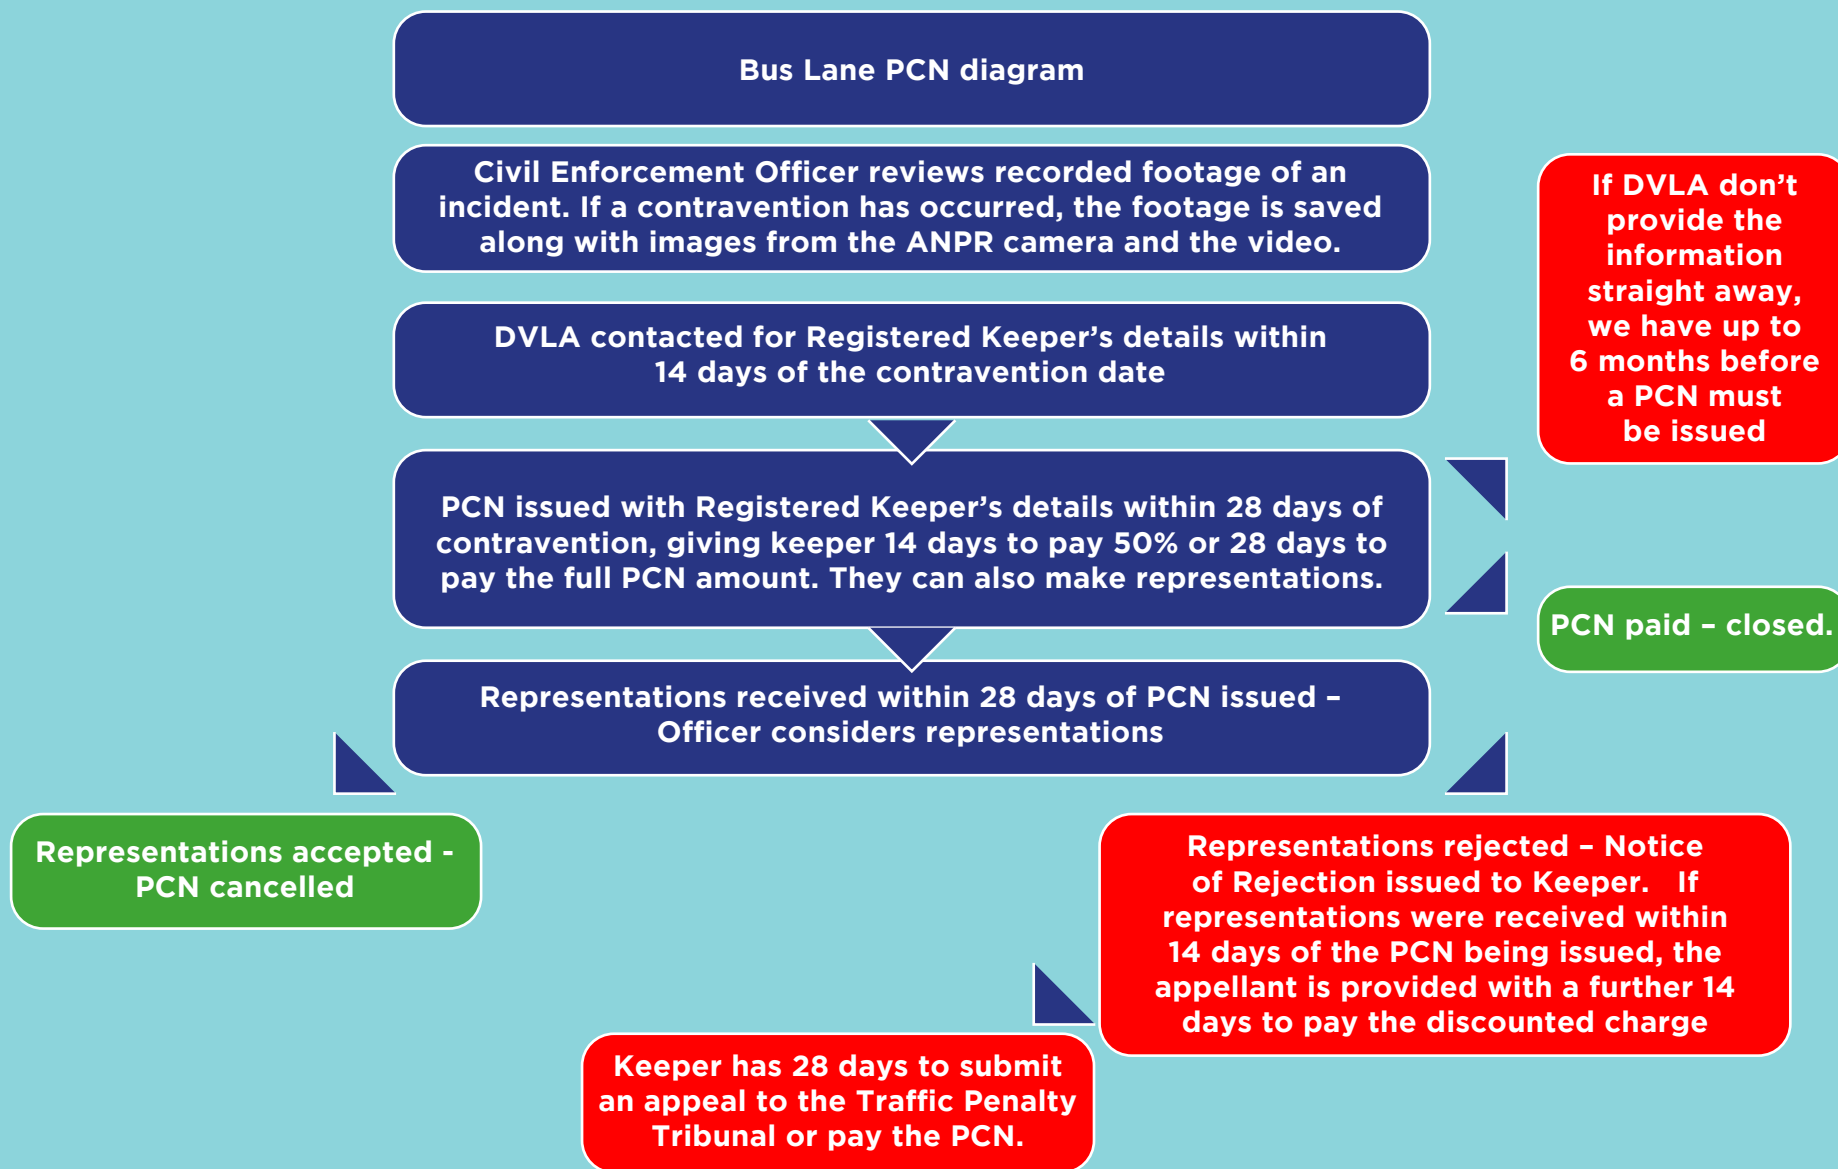 Bus Lane PCN diagram
Civil Enforcement Officer reviews recorded footage of an
incident. If a contravention has occurred, the footage is saved
along with images from the ANPR camera and the video.
If DVLA don’t
provide the
information
straight away,
we have up to
6 months before
a PCN must
be issued
DVLA contacted for Registered Keeper’s details within
14 days of the contravention date
PCN issued with Registered Keeper’s details within 28 days of
contravention, giving keeper 14 days to pay 50% or 28 days to
pay the full PCN amount. They can also make representations.
PCN paid – closed.
Representations received within 28 days of PCN issued –
Officer considers representations
Representations accepted -
PCN cancelled
Representations rejected – Notice
of Rejection issued to Keeper.   If
representations were received within
14 days of the PCN being issued, the
appellant is provided with a further 14
days to pay the discounted charge
Keeper has 28 days to submit
an appeal to the Traffic Penalty
Tribunal or pay the PCN.